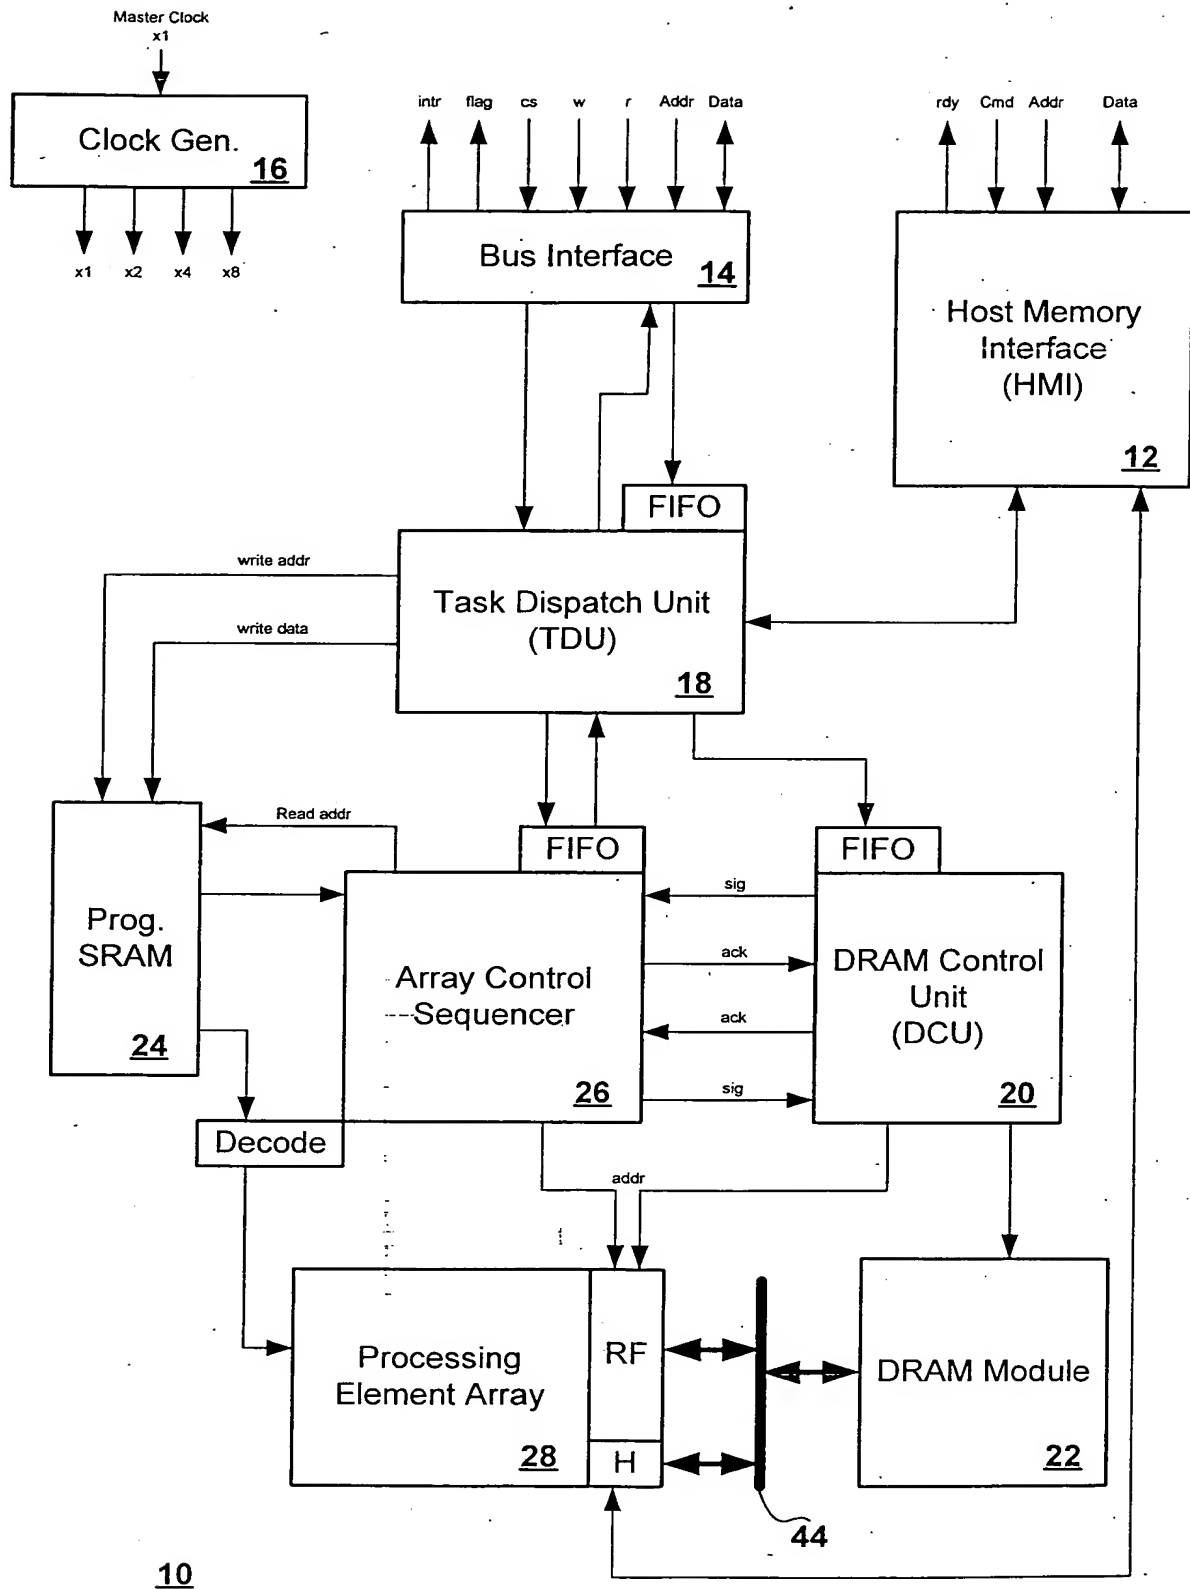 Master Clock
x1
Clock Gen.
16
x1 x2 x4 x8
intr flag cs w r Addr Data
Bus Interface
14
rdy Cmd Addr Data
Host Memory
Interface
(HMI)
12
FIFO
Task Dispatch Unit
(TDU)
18
write addr
write data
Read addr
Prog.
SRAM
24
FIFO
Array Control
Sequencer
26
sig
ack
ack
sig
FIFO
DRAM Control
Unit
(DCU)
20
Decode
addr
Processing
Element Array
28
RF
H
44
DRAM Module
22
10